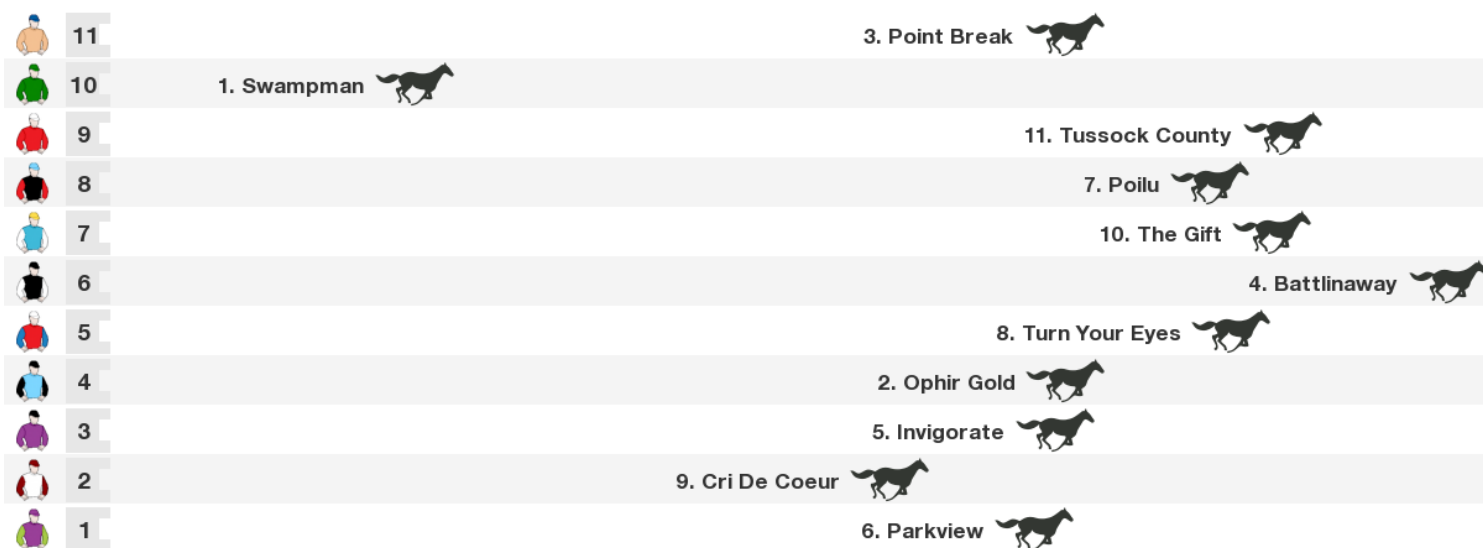 11 3. Point Break
10 1. Swampman
9 11. Tussock County
8 7. Poilu
7 10. The Gift
6 4. Battlinaway
5 8. Turn Your Eyes
4 2. Ophir Gold
3 5. Invigorate
2 9. Cri De Coeur
1 6. Parkview